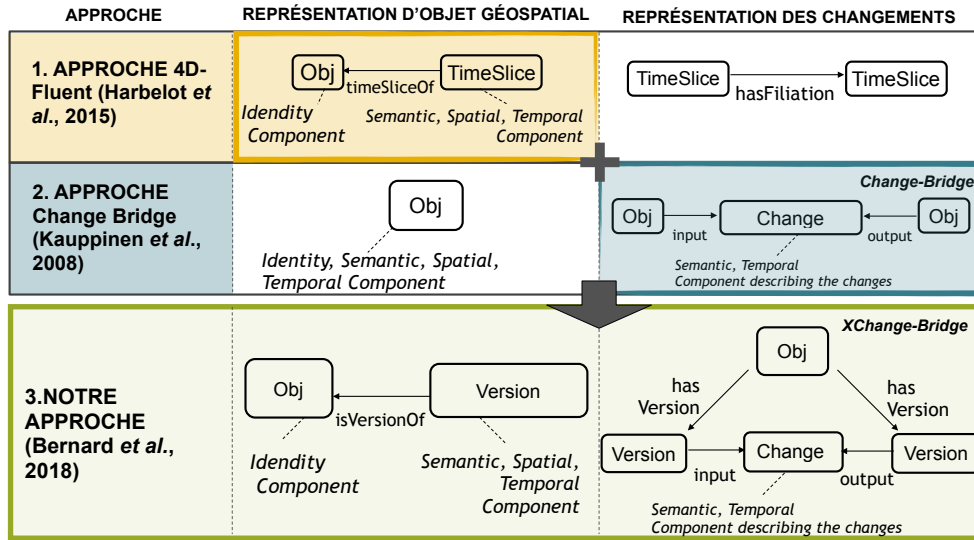 APPROCHE
REPRÉSENTATION D'OBJET GÉOSPATIAL
REPRÉSENTATION DES CHANGEMENTS
1. APPROCHE 4D-
Fluent (Harbelot et
al., 2015)
Obj
timeSliceOf
TimeSlice
Idendity
Component
Semantic, Spatial, Temporal
Component
TimeSlice
hasFiliation
TimeSlice
2. APPROCHE
Change Bridge
(Kauppinen et al.,
2008)
Obj
Identity, Semantic, Spatial,
Temporal Component
Change-Bridge
Obj
input
Change
output
Obj
Semantic, Temporal
Component describing the changes
3.NOTRE
APPROCHE
(Bernard et al.,
2018)
Obj
isVersionOf
Version
Idendity
Component
Semantic, Spatial,
Temporal
Component
XChange-Bridge
Obj
has
Version
has
Version
Version
input
Change
output
Version
Semantic, Temporal
Component describing the changes